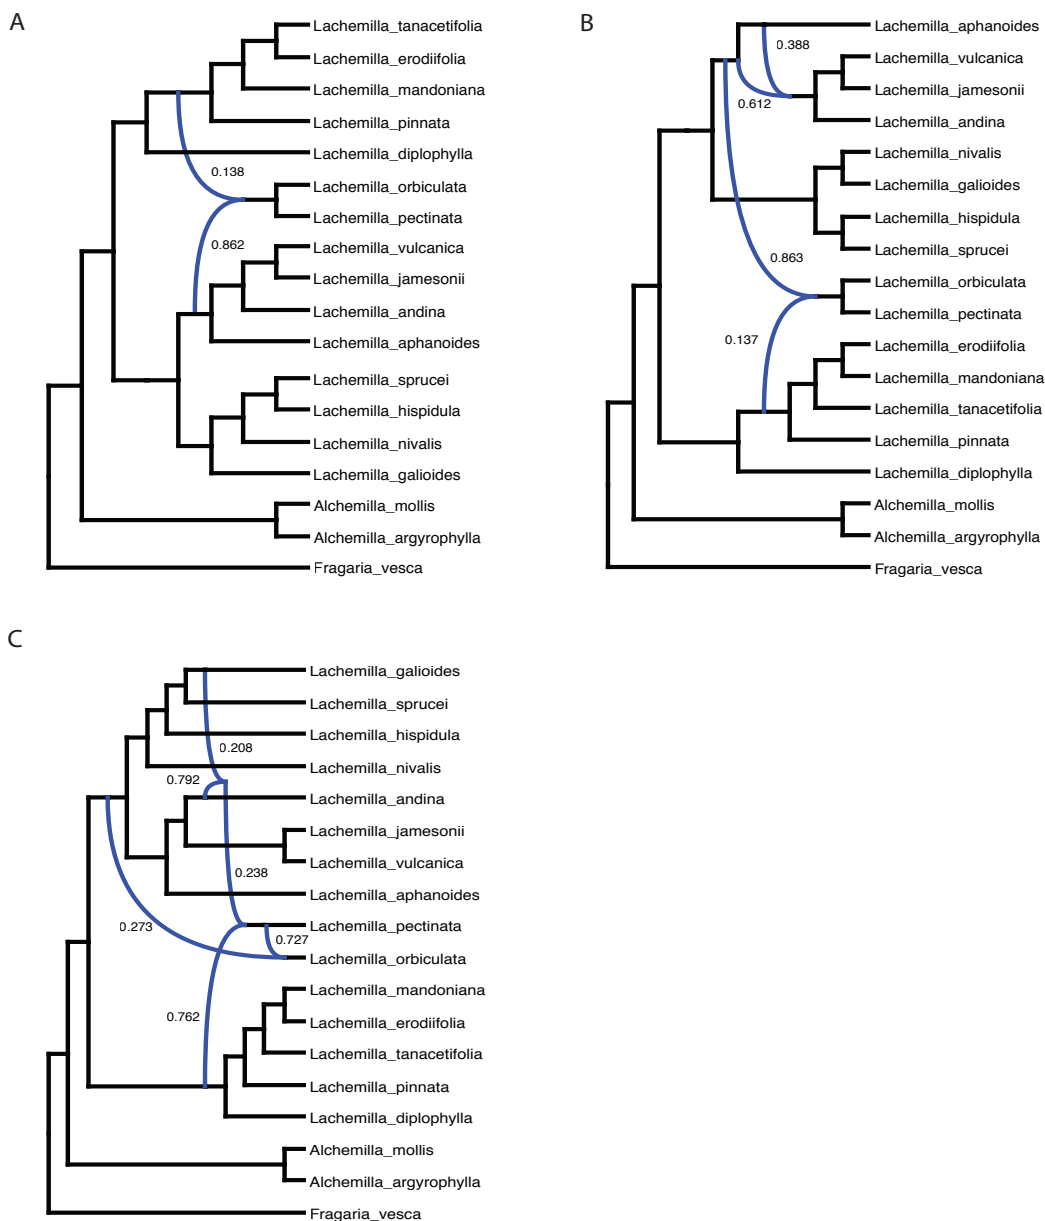 A
Lachemilla_tanacetifolia
Lachemilla_erodiifolia
Lachemilla_mandoniana
Lachemilla_pinnata
Lachemilla_diplophylla
0.138
Lachemilla_orbiculata
Lachemilla_pectinata
0.862
Lachemilla_vulcanica
Lachemilla_jamesonii
Lachemilla_andina
Lachemilla_aphanoides
Lachemilla_sprucei
Lachemilla_hispidula
Lachemilla_nivalis
Lachemilla_galioides
Alchemilla_mollis
Alchemilla_argyrophylla
Fragaria_vesca
B
Lachemilla_aphanoides
0.388
Lachemilla_vulcanica
Lachemilla_jamesonii
0.612
Lachemilla_andina
Lachemilla_nivalis
Lachemilla_galioides
Lachemilla_hispidula
Lachemilla_sprucei
0.863
Lachemilla_orbiculata
Lachemilla_pectinata
0.137
Lachemilla_erodiifolia
Lachemilla_mandoniana
Lachemilla_tanacetifolia
Lachemilla_pinnata
Lachemilla_diplophylla
Alchemilla_mollis
Alchemilla_argyrophylla
Fragaria_vesca
C
Lachemilla_galioides
Lachemilla_sprucei
Lachemilla_hispidula
0.208
Lachemilla_nivalis
0.792
Lachemilla_andina
Lachemilla_jamesonii
Lachemilla_vulcanica
0.238
Lachemilla_aphanoides
Lachemilla_pectinata
0.273
0.727
Lachemilla_orbiculata
Lachemilla_mandoniana
0.762
Lachemilla_erodiifolia
Lachemilla_tanacetifolia
Lachemilla_pinnata
Lachemilla_diplophylla
Alchemilla_mollis
Alchemilla_argyrophylla
Fragaria_vesca